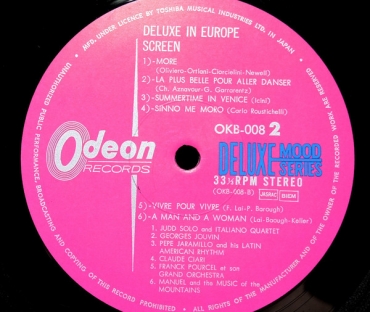 MFD. UNDER LICENCE BY TOSHIBA MUSICAL INDUSTRIES LTD. IN JAPAN
UNAUTHORIZED PUBLIC PERFORMANCE BROADCASTING AND COPYING OF THIS RECORD PROHIBITED
ALL RIGHTS OF THE MANUFACTURER AND OF THE OWNER OF THE RECORDED WORK ARE RESERVED
DELUXE IN EUROPE
SCREEN
1)-MORE
(Oliviero-Ortlani-Ciorciolini-Newell)
2)-LA PLUS BELLE POUR ALLER DANSER
(Ch. Aznavour-G. Garvarentz)
3)-SUMMERTIME IN VENICE (Icini)
4)-SINNO ME MORO (Carlo Rustichelli)
Odeon
RECORDS
OKB-008 2
DELUXE MOOD SERIES
33⅓RPM STEREO
(OKB-008-B) JASRAC BIEM
5)-VIVRE POUR VIVRE (F. Lai-P. Barough)
6)-A MAN AND A WOMAN (Lai-Baough-Keller)
1. JUDD SOLO and ITALIANO QUARTET
2. GEORGES JOUVIN
3. PEPE JARAMILLO and his LATIN
AMERICAN RHYTHM
4. CLAUDE CIARI
5. FRANCK POURCEL et son
GRAND ORCHESTRA
6. MANUEL and the MUSIC of the
MOUNTAINS